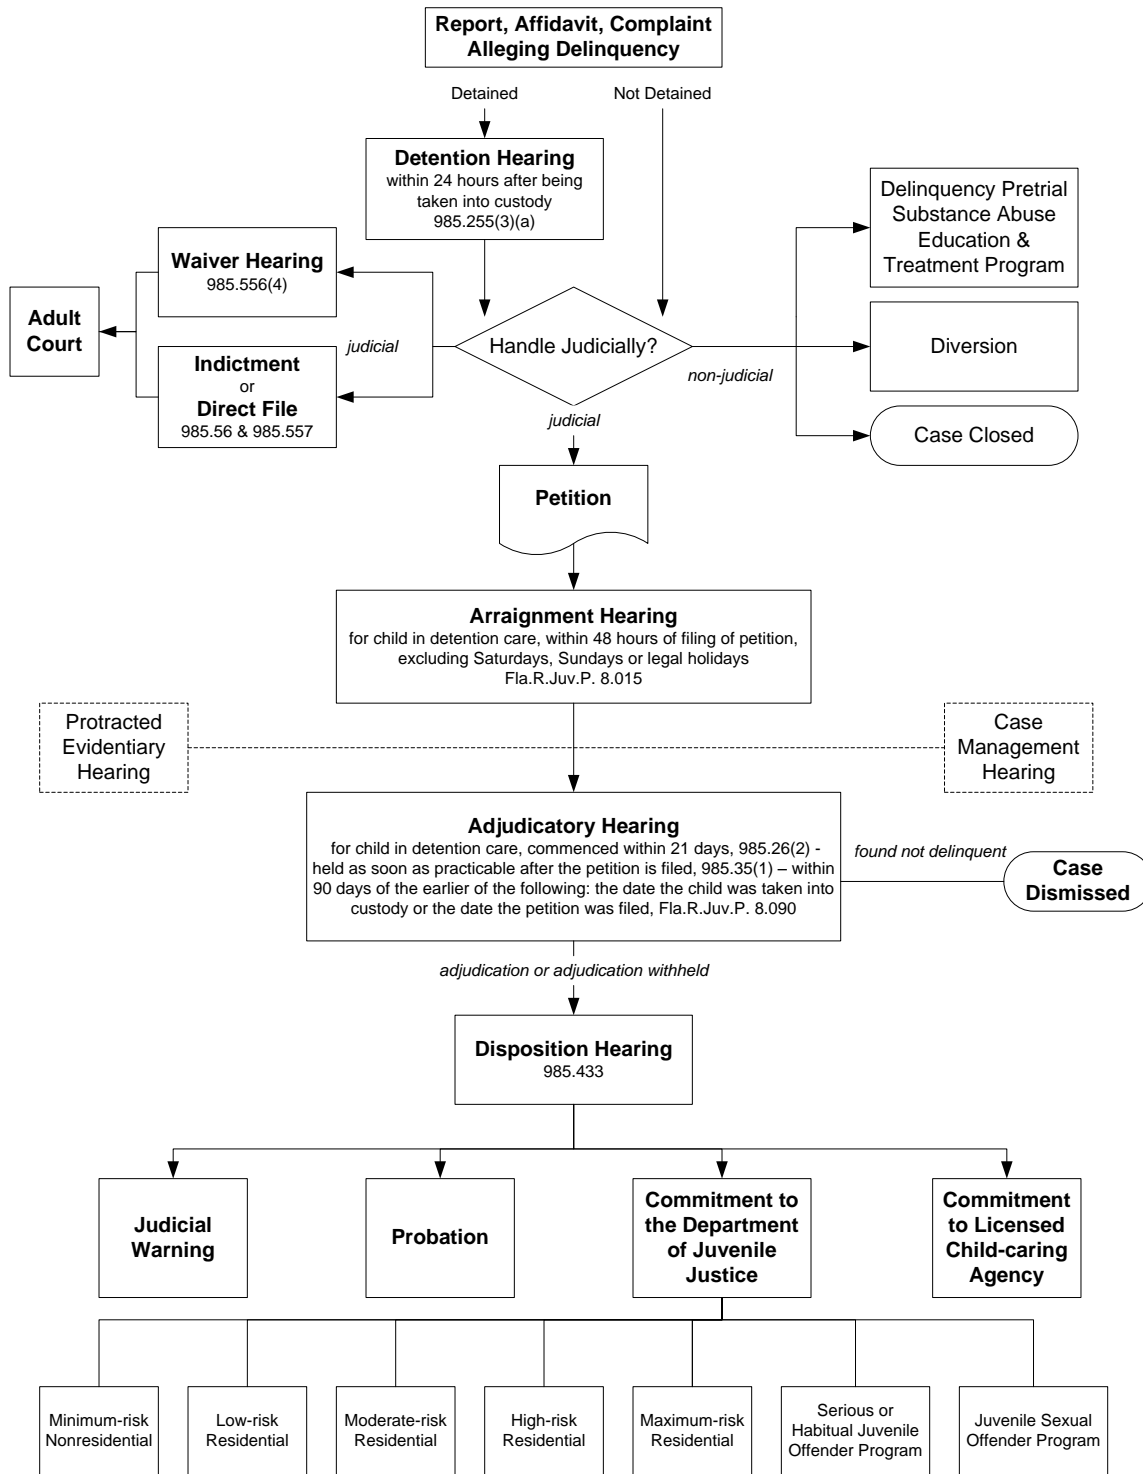 Report, Affidavit, Complaint
Alleging Delinquency
Detained
Not Detained
Detention Hearing
within 24 hours after being
taken into custody
985.255(3)(a)
Delinquency Pretrial
Substance Abuse
Education &
Treatment Program
Waiver Hearing
985.556(4)
Adult
Court
judicial
Handle Judicially?
non-judicial
Diversion
Indictment
or
Direct File
985.56 & 985.557
judicial
Case Closed
Petition
Arraignment Hearing
for child in detention care, within 48 hours of filing of petition,
excluding Saturdays, Sundays or legal holidays
Fla.R.Juv.P. 8.015
Protracted
Evidentiary
Hearing
Case
Management
Hearing
Adjudicatory Hearing
for child in detention care, commenced within 21 days, 985.26(2) -
held as soon as practicable after the petition is filed, 985.35(1) – within
90 days of the earlier of the following: the date the child was taken into
custody or the date the petition was filed, Fla.R.Juv.P. 8.090
found not delinquent
Case
Dismissed
adjudication or adjudication withheld
Disposition Hearing
985.433
Judicial
Warning
Probation
Commitment to
the Department
of Juvenile
Justice
Commitment
to Licensed
Child-caring
Agency
Minimum-risk
Nonresidential
Low-risk
Residential
Moderate-risk
Residential
High-risk
Residential
Maximum-risk
Residential
Serious or
Habitual Juvenile
Offender Program
Juvenile Sexual
Offender Program